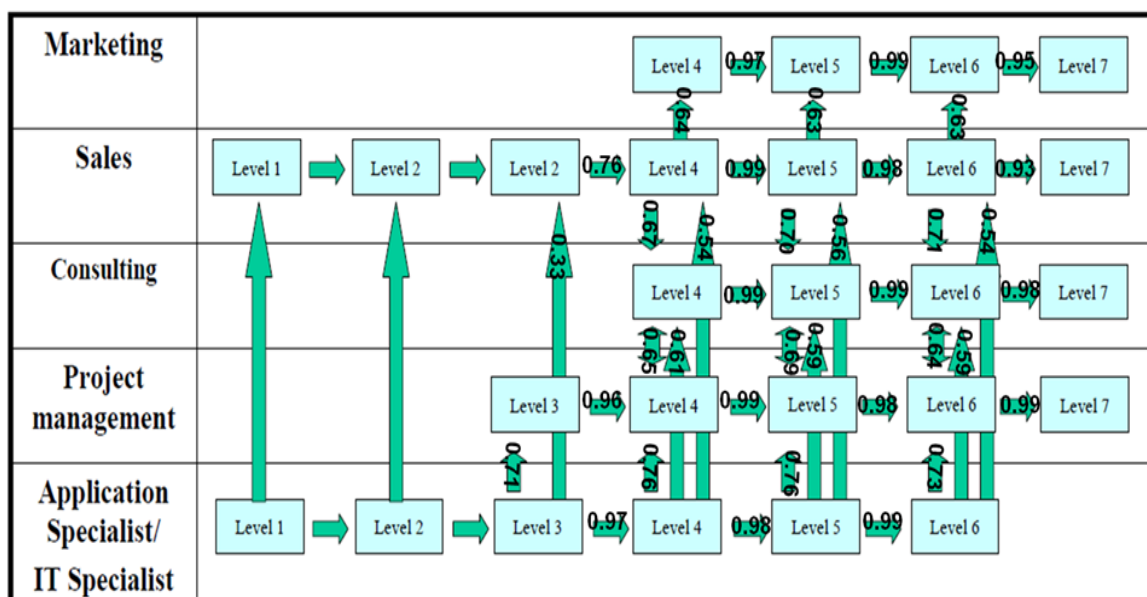 Marketing
Level 4 0.97 Level 5 0.99 Level 6 0.95 Level 7
0.64 0.63 0.63
Sales
Level 1 Level 2 Level 2 0.76 Level 4 0.99 Level 5 0.98 Level 6 0.93 Level 7
0.33 0.67 0.54 0.70 0.56 0.71 0.54
Consulting
Level 4 0.99 Level 5 0.99 Level 6 0.98 Level 7
0.65 0.61 0.69 0.59 0.64 0.59
Project
management
Level 3 0.96 Level 4 0.99 Level 5 0.98 Level 6 0.99 Level 7
0.71 0.76 0.76 0.73
Application
Specialist/
IT Specialist
Level 1 Level 2 Level 3 0.97 Level 4 0.98 Level 5 0.99 Level 6